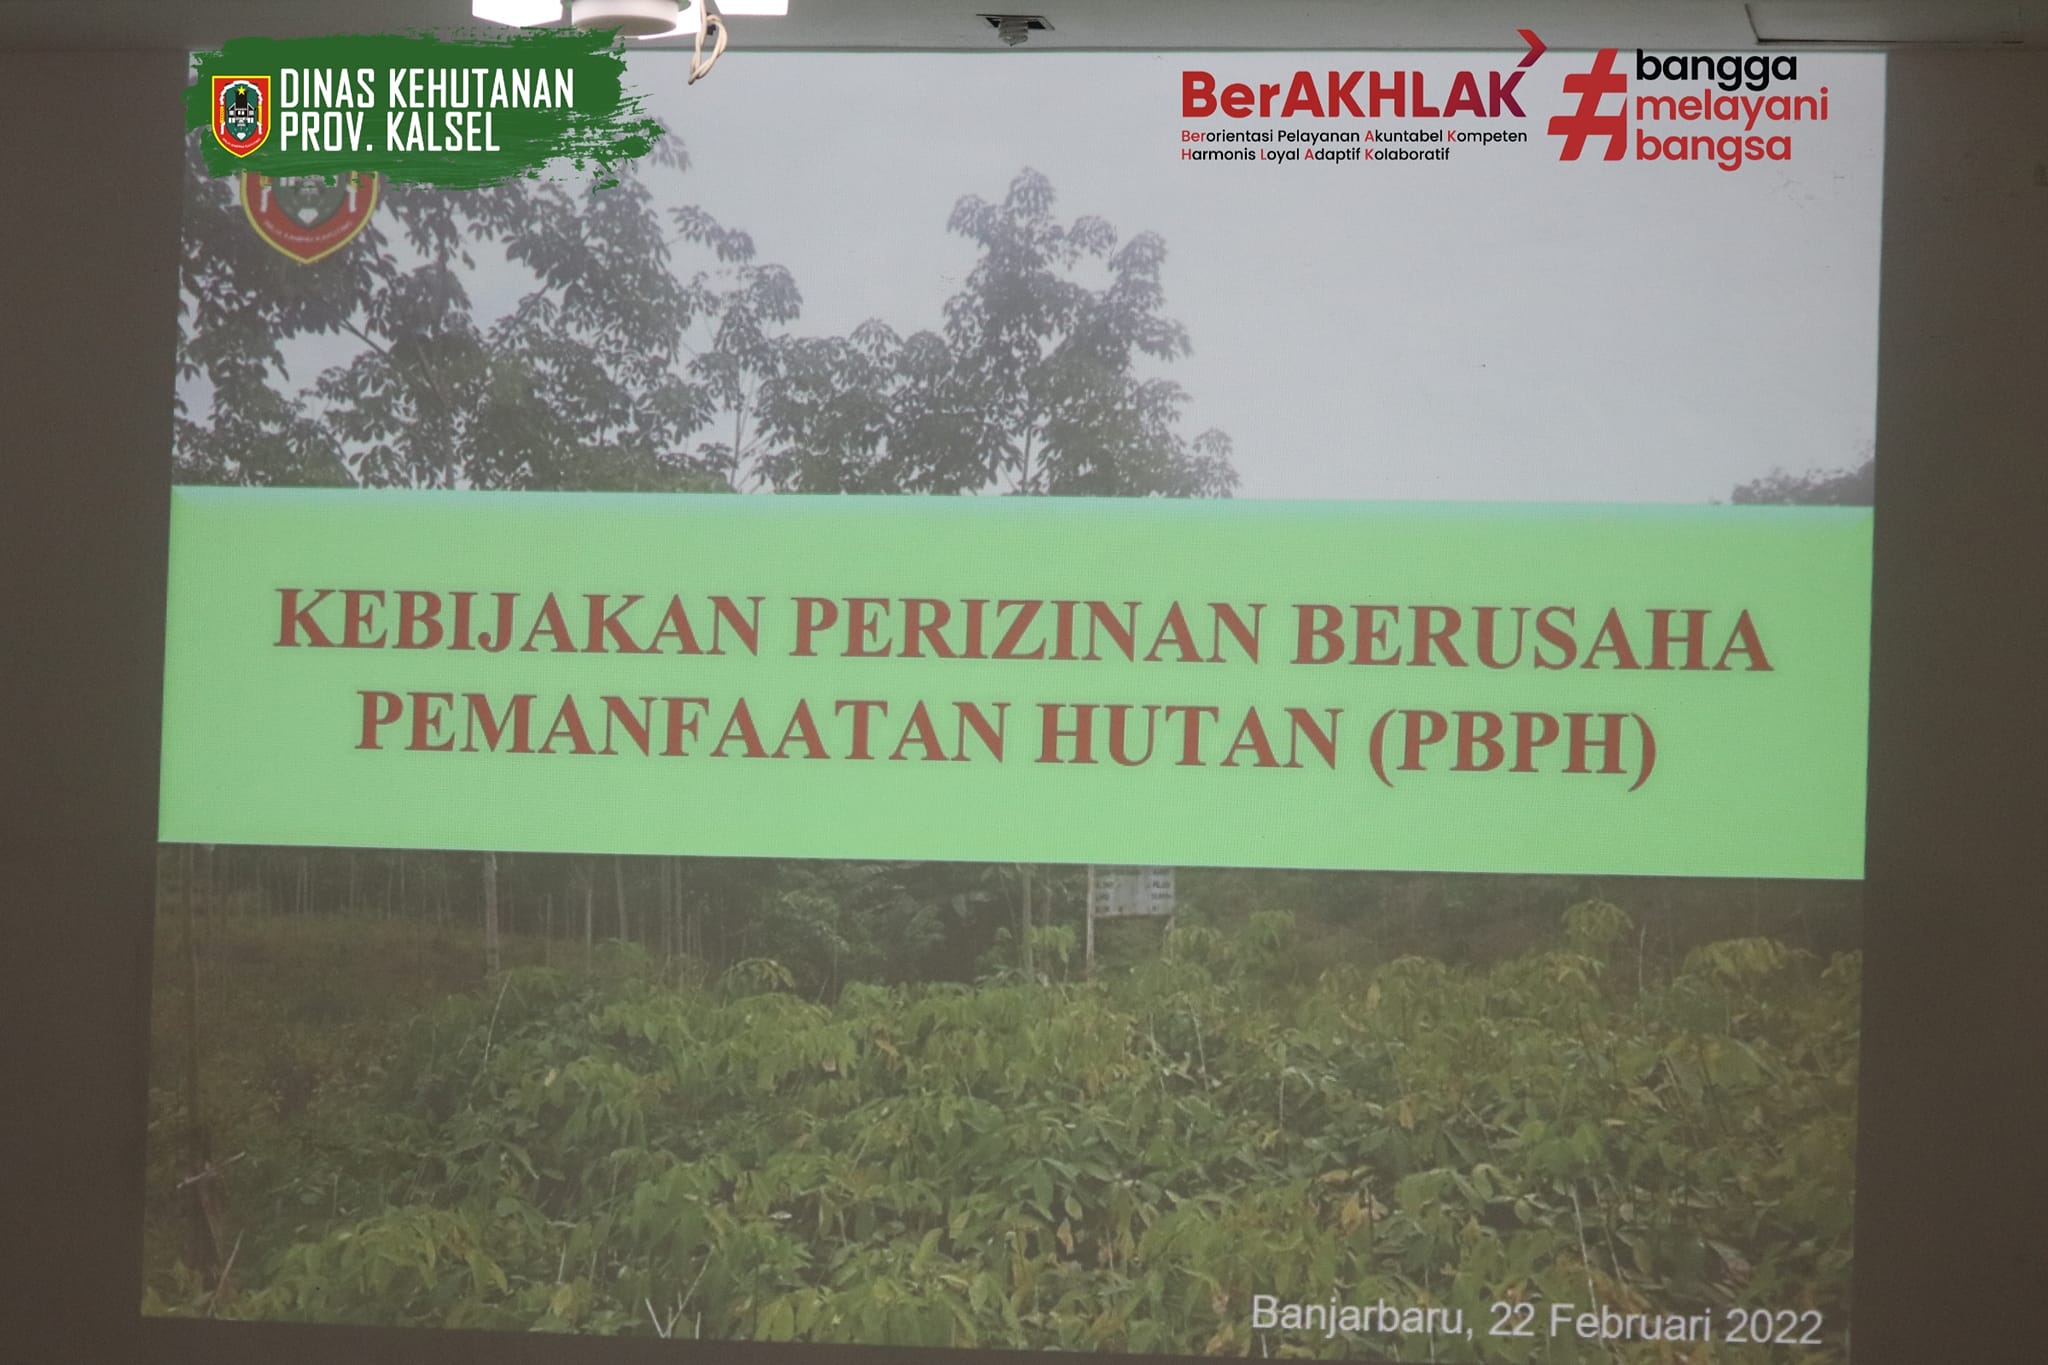 DINAS KEHUTANAN
PROV. KALSEL
BerAKHLAK
Berorientasi Pelayanan Akuntabel Kompeten
Harmonis Loyal Adaptif Kolaboratif
#bangga
melayani
bangsa
KEBIJAKAN PERIZINAN BERUSAHA
PEMANFAATAN HUTAN (PBPH)
Banjarbaru, 22 Februari 2022